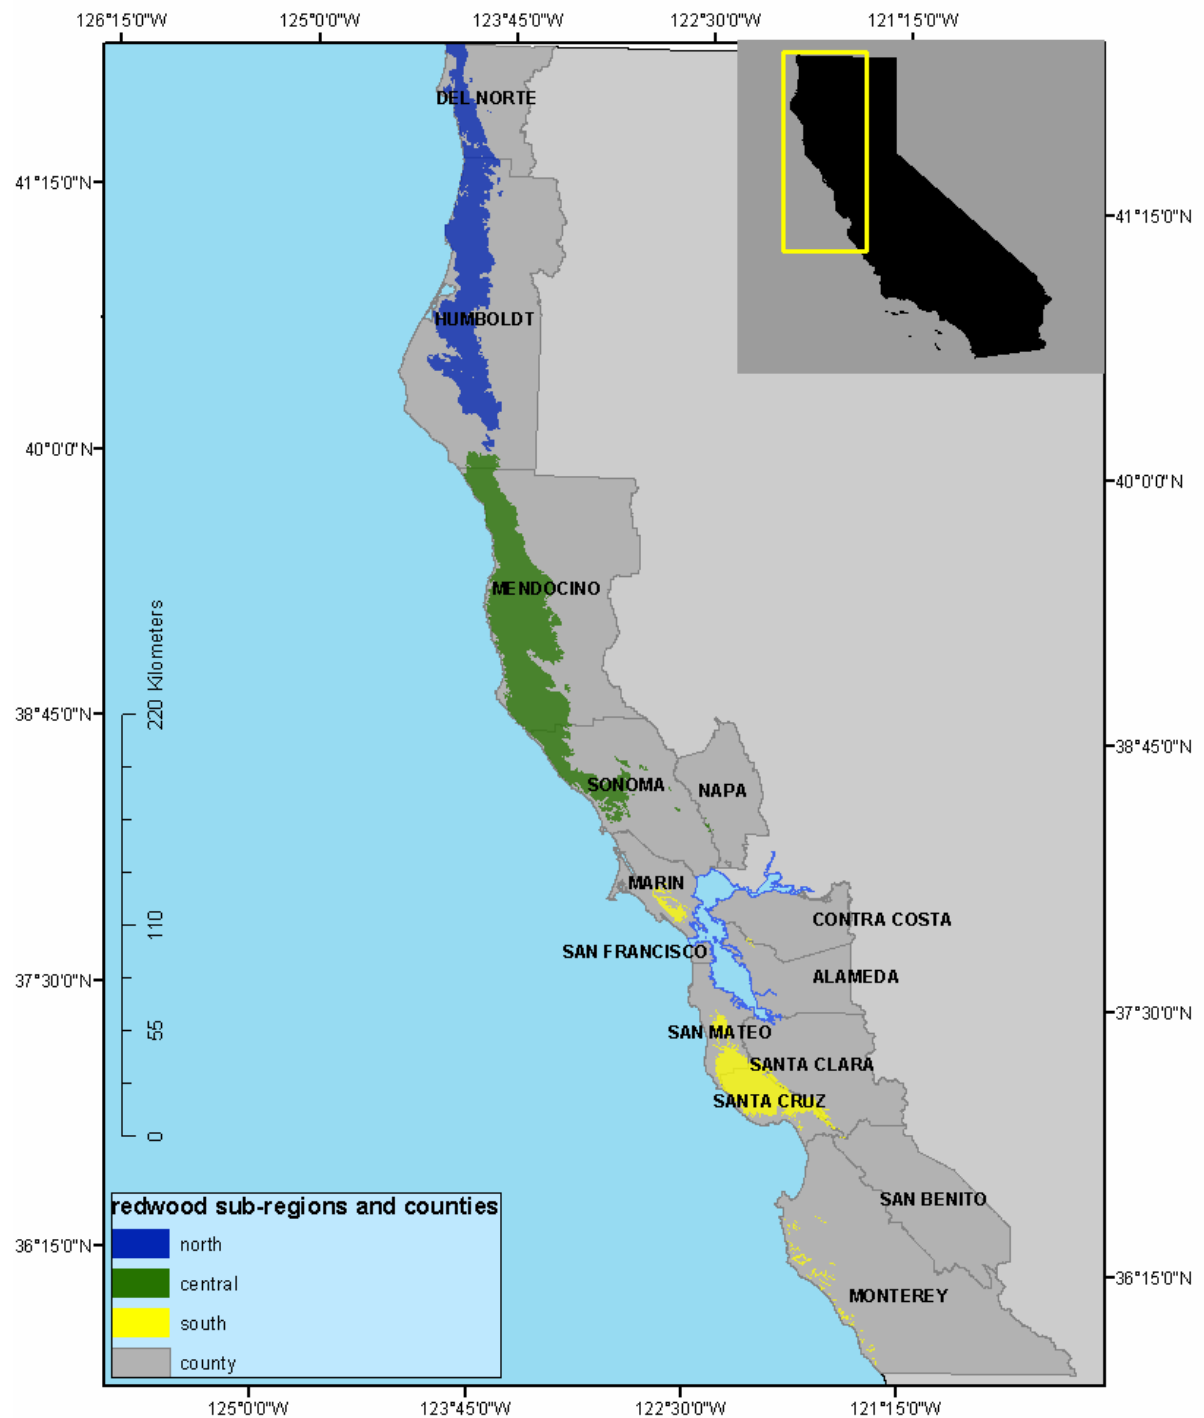 126°15'0"W 125°0'0"W 123°45'0"W 122°30'0"W 121°15'0"W
DEL NORTE
41°15'0"N
41°15'0"N
HUMBOLDT
40°0'0"N
40°0'0"N
MENDOCINO
220 Kilometers
38°45'0"N
38°45'0"N
SONOMA
NAPA
MARIN
CONTRA COSTA
110
SAN FRANCISCO
ALAMEDA
37°30'0"N
37°30'0"N
55
SAN MATEO
SANTA CLARA
SANTA CRUZ
0
redwood sub-regions and counties
SAN BENITO
north
36°15'0"N
36°15'0"N
central
MONTEREY
south
county
125°0'0"W 123°45'0"W 122°30'0"W 121°15'0"W